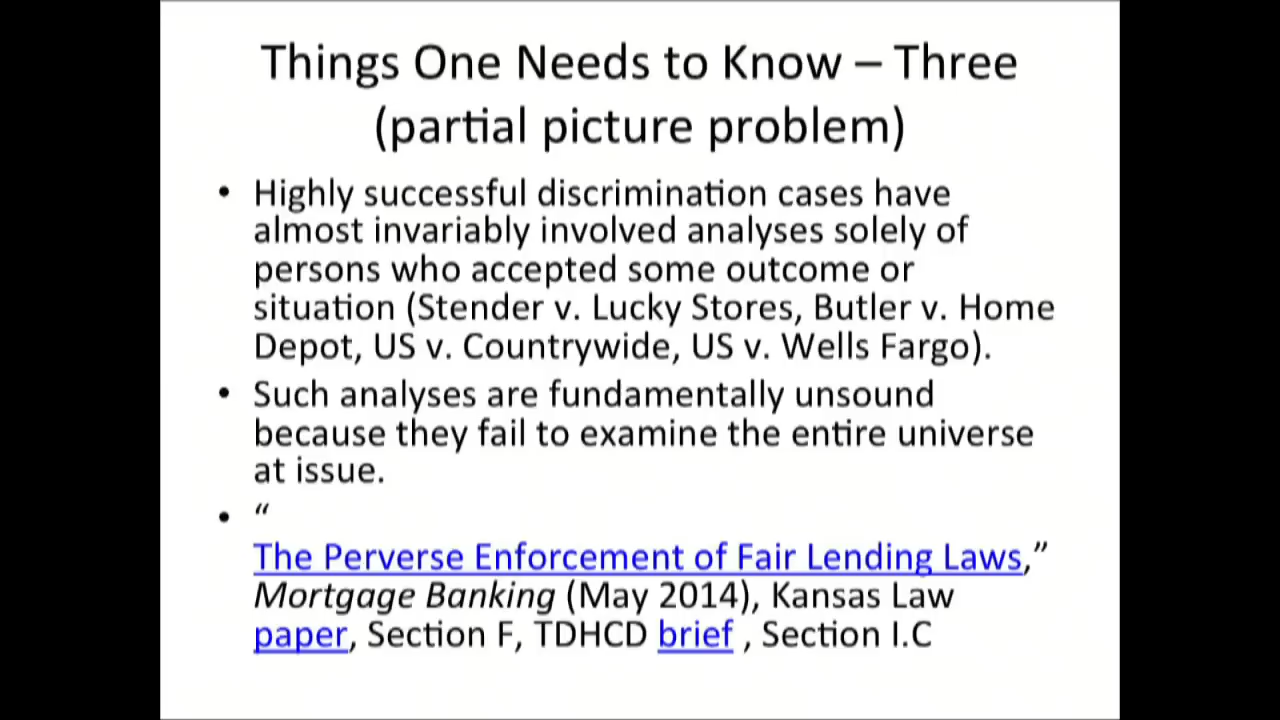 Things One Needs to Know – Three
(partial picture problem)
• Highly successful discrimination cases have
almost invariably involved analyses solely of
persons who accepted some outcome or
situation (Stender v. Lucky Stores, Butler v. Home
Depot, US v. Countrywide, US v. Wells Fargo).
• Such analyses are fundamentally unsound
because they fail to examine the entire universe
at issue.
• “
The Perverse Enforcement of Fair Lending Laws,”
Mortgage Banking (May 2014), Kansas Law
paper, Section F, TDHCD brief , Section I.C